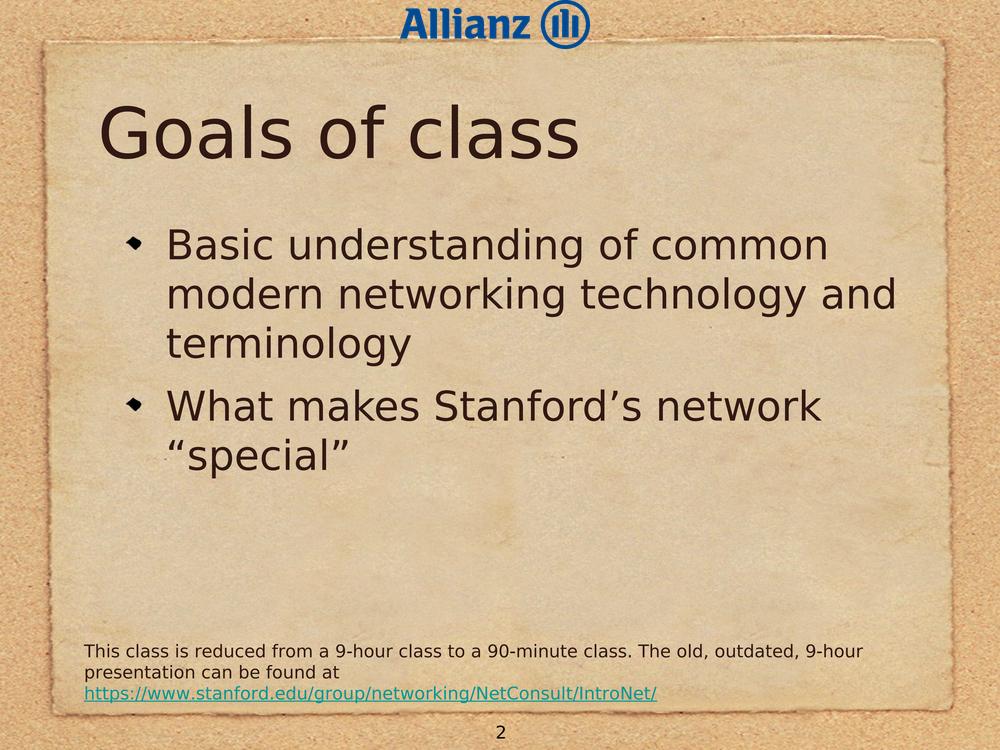 Allianz
Goals of class
Basic understanding of common
modern networking technology and
terminology
What makes Stanford’s network
“special”
This class is reduced from a 9-hour class to a 90-minute class. The old, outdated, 9-hour
presentation can be found at
https://www.stanford.edu/group/networking/NetConsult/IntroNet/
2